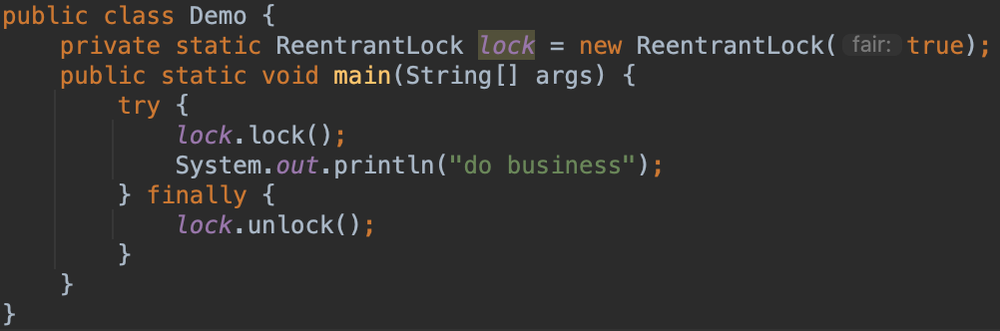 public class Demo {
    private static ReentrantLock lock = new ReentrantLock( fair: true);
    public static void main(String[] args) {
        try {
            lock.lock();
            System.out.println("do business");
        } finally {
            lock.unlock();
        }
    }
}